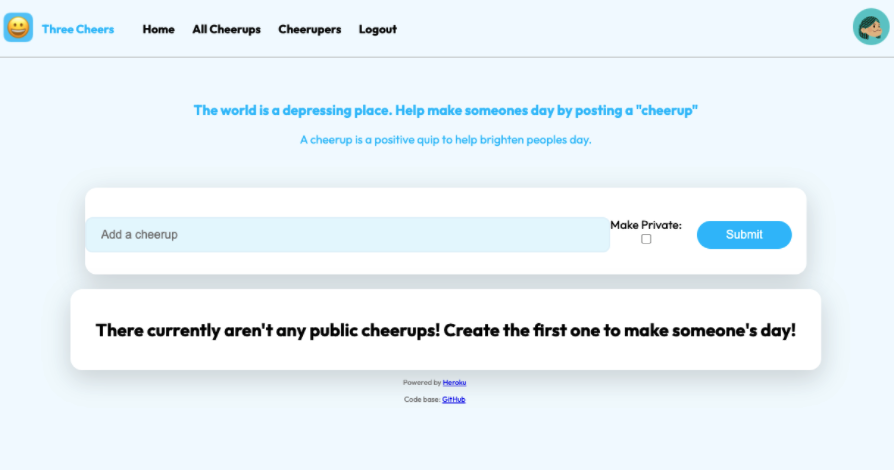 Three Cheers Home All Cheerups Cheerupers Logout
The world is a depressing place. Help make someones day by posting a "cheerup"
A cheerup is a positive quip to help brighten peoples day.
Add a cheerup
Make Private:
Submit
There currently aren't any public cheerups! Create the first one to make someone's day!
Powered by Heroku
Code base: GitHub